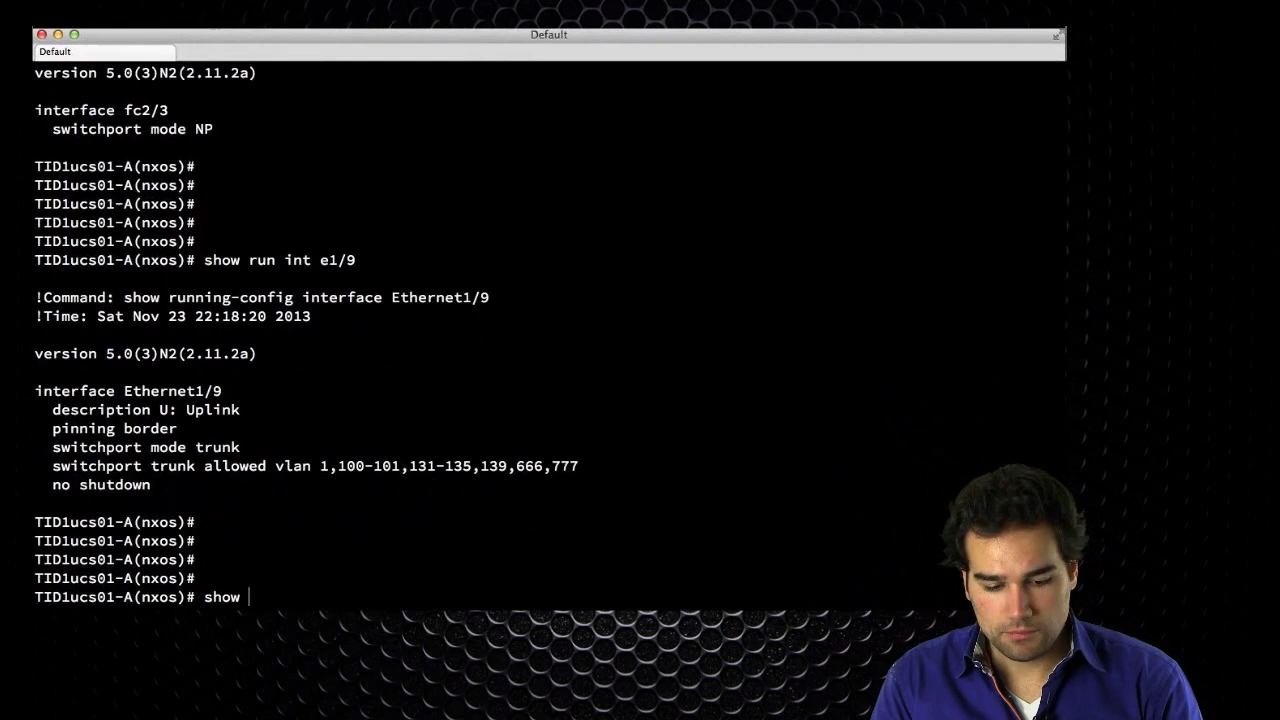 Default
Default
version 5.0(3)N2(2.11.2a)
interface fc2/3
switchport mode NP
TID1ucs01-A(nxos)#
TID1ucs01-A(nxos)#
TID1ucs01-A(nxos)#
TID1ucs01-A(nxos)#
TID1ucs01-A(nxos)#
TID1ucs01-A(nxos)# show run int e1/9
!Command: show running-config interface Ethernet1/9
!Time: Sat Nov 23 22:18:20 2013
version 5.0(3)N2(2.11.2a)
interface Ethernet1/9
description U: Uplink
pinning border
switchport mode trunk
switchport trunk allowed vlan 1,100-101,131-135,139,666,777
no shutdown
TID1ucs01-A(nxos)#
TID1ucs01-A(nxos)#
TID1ucs01-A(nxos)#
TID1ucs01-A(nxos)#
TID1ucs01-A(nxos)# show